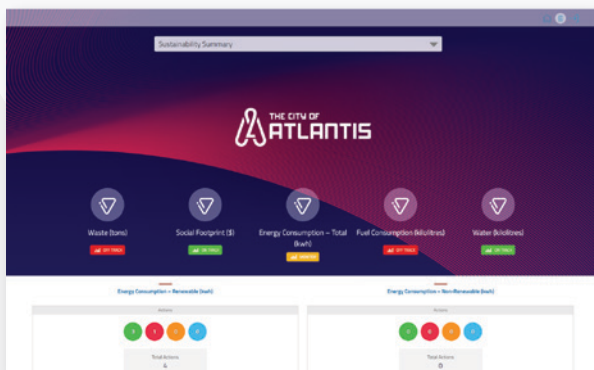 Sustainability Summary
THE CITY OF
ATLANTIS
Waste (tons)
Social Footprint ($)
Energy Consumption – Total (kwh)
Fuel Consumption (kilolitres)
Water (kilolitres)
OFF TRACK
ON TRACK
MONITOR
OFF TRACK
ON TRACK
Energy Consumption – Renewable (kwh)
Energy Consumption – Non-Renewable (kwh)
Actions
Actions
Total Actions
Total Actions
0